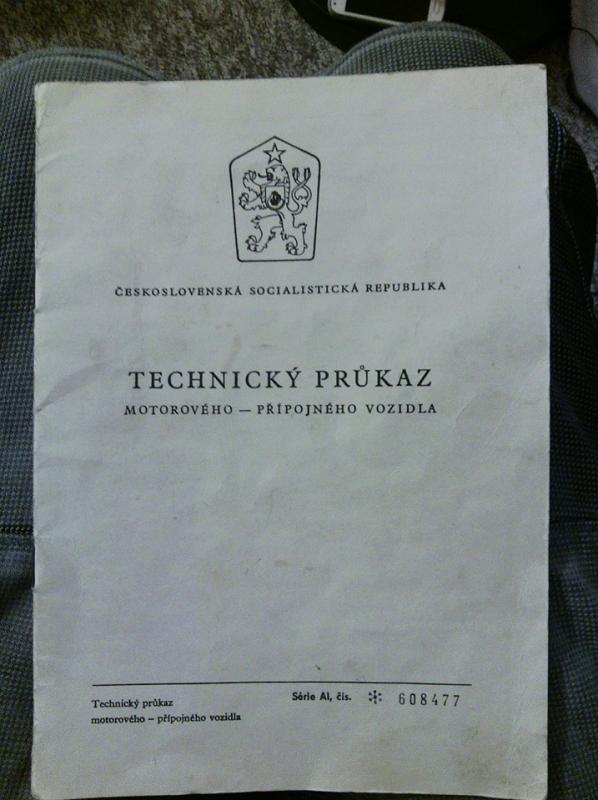 ČESKOSLOVENSKÁ SOCIALISTICKÁ REPUBLIKA
TECHNICKÝ PRŮKAZ
MOTOROVÉHO — PŘÍPOJNÉHO VOZIDLA
Technický průkaz
motorového – přípojného vozidla
Série AI, čís. 608477